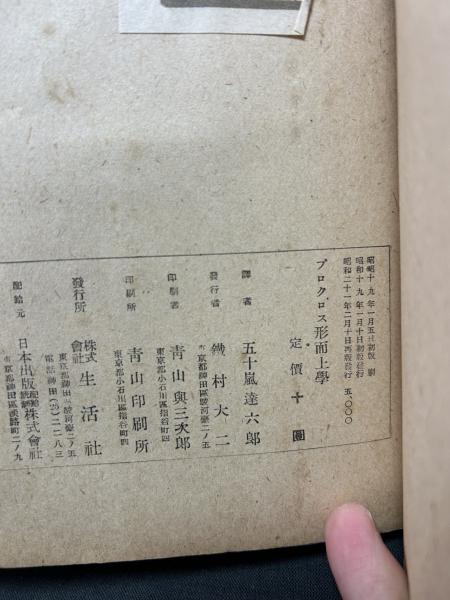 昭和十九年一月五日初版印刷
昭和十九年一月十日初版發行
昭和二十一年二月十日再版發行 五〇〇〇
プロクロス形而上學
定價十圓
譯者 五十嵐達六郎
發行者 鐵村大二
東京都神田區駿河臺二ノ五
印刷者 青山與三次郎
東京都小石川區指谷町四
印刷所 青山印刷所
東京都小石川區指谷町四
發行所 株式會社 生活社
東京都神田區駿河臺二ノ五
電話神田(25)二一二八三
配給元 日本出版配給株式會社
東京都神田區淡路町二ノ九